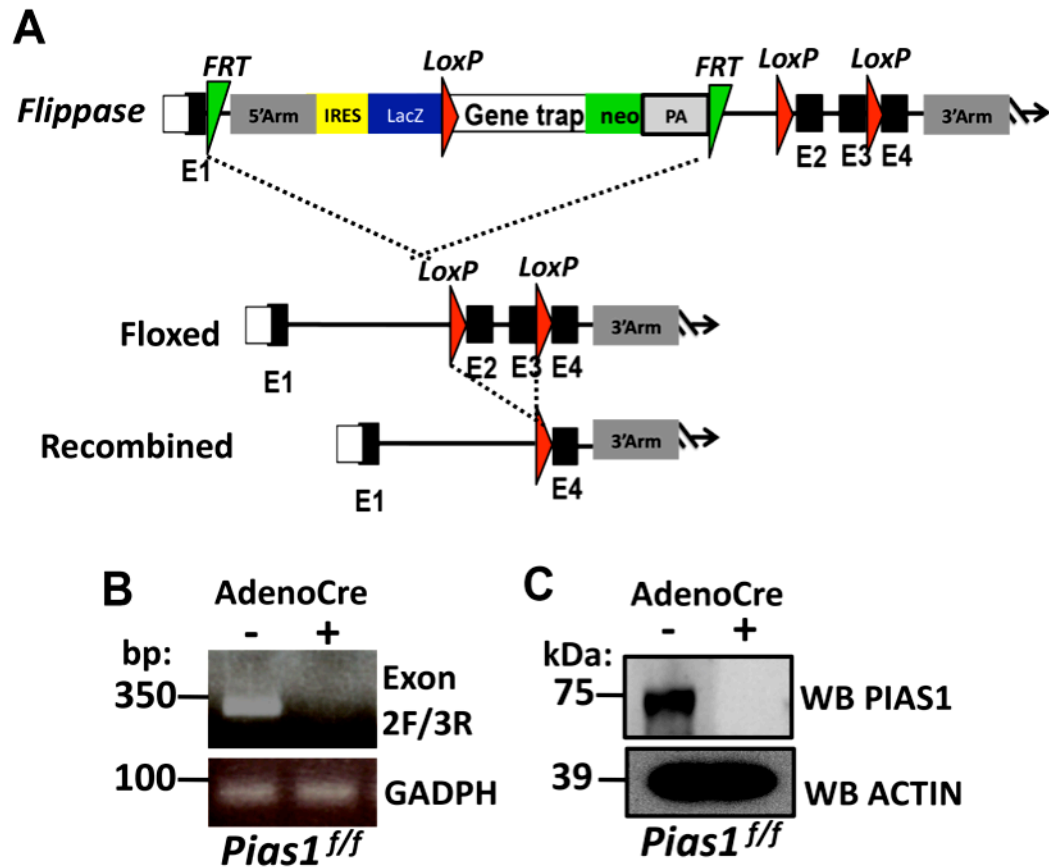 A
FRT LoxP FRT LoxP LoxP
Flippase 5'Arm IRES LacZ Gene trap neo PA 3'Arm
E1 E2 E3 E4
LoxP LoxP
Floxed 3'Arm
E1 E2 E3 E4
Recombined 3'Arm
E1 E4
B
AdenoCre
- +
bp:
350
Exon
2F/3R
100
GADPH
Pias1 f/f
C
AdenoCre
- +
kDa:
75
WB PIAS1
39
WB ACTIN
Pias1 f/f